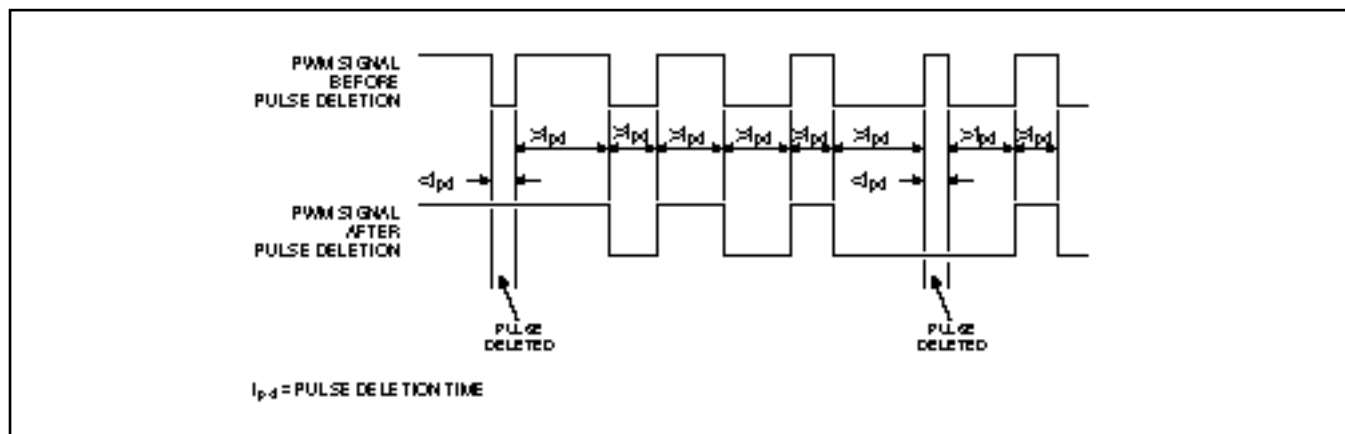 PWM SIGNAL
BEFORE
PULSE DELETION
>tpd >tpd >tpd >tpd >tpd >tpd >tpd >tpd
<tpd <tpd
PWM SIGNAL
AFTER
PULSE DELETION
PULSE
DELETED
PULSE
DELETED
tpd = PULSE DELETION TIME